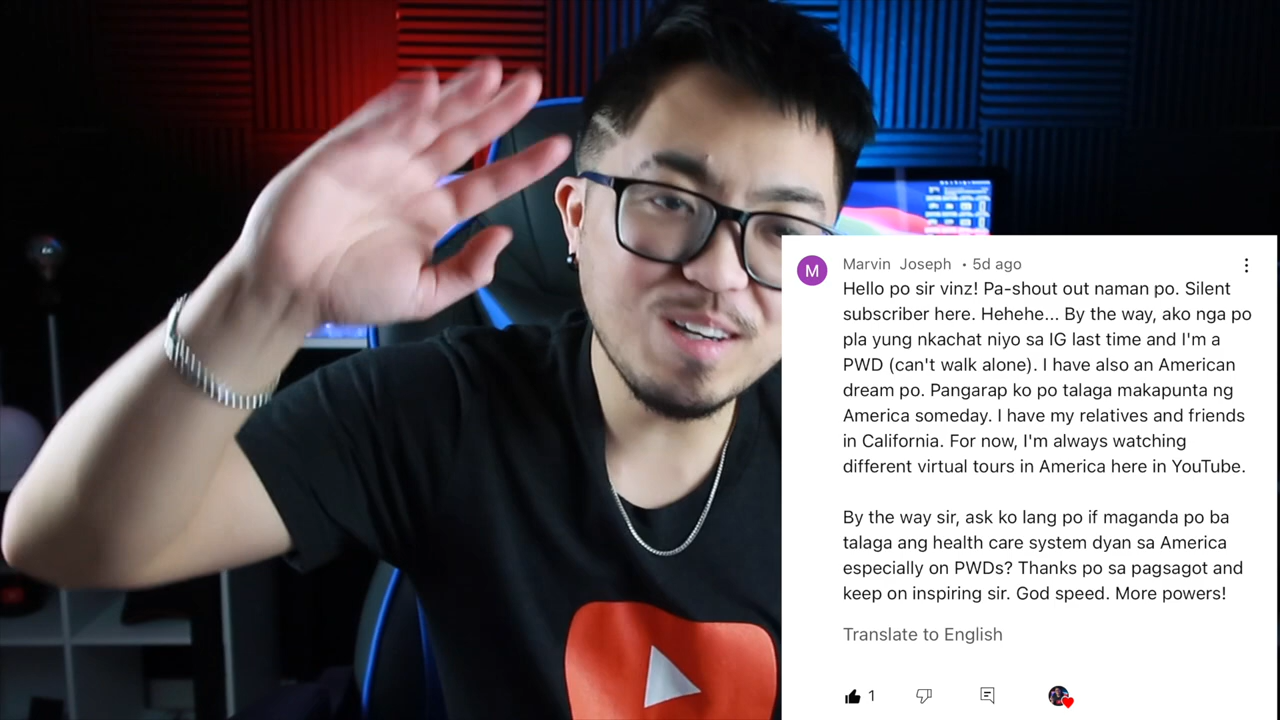 M
Marvin Joseph • 5d ago
Hello po sir vinz! Pa-shout out naman po. Silent
subscriber here. Hehehe... By the way, ako nga po
pla yung nkachat niyo sa IG last time and I'm a
PWD (can't walk alone). I have also an American
dream po. Pangarap ko po talaga makapunta ng
America someday. I have my relatives and friends
in California. For now, I'm always watching
different virtual tours in America here in YouTube.
By the way sir, ask ko lang po if maganda po ba
talaga ang health care system dyan sa America
especially on PWDs? Thanks po sa pagsagot and
keep on inspiring sir. God speed. More powers!
Translate to English
1